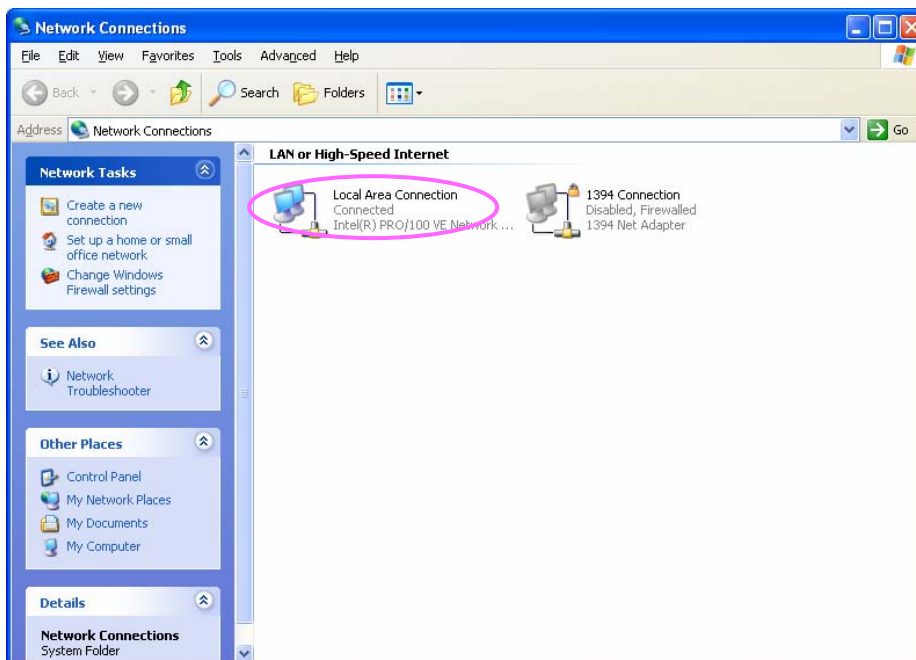 Network Connections
File Edit View Favorites Tools Advanced Help
Back Search Folders
Address Network Connections Go
Network Tasks
Create a new
connection
Set up a home or small
office network
Change Windows
Firewall settings
See Also
Network
Troubleshooter
Other Places
Control Panel
My Network Places
My Documents
My Computer
Details
Network Connections
System Folder
LAN or High-Speed Internet
Local Area Connection
Connected
Intel(R) PRO/100 VE Network ...
1394 Connection
Disabled, Firewalled
1394 Net Adapter